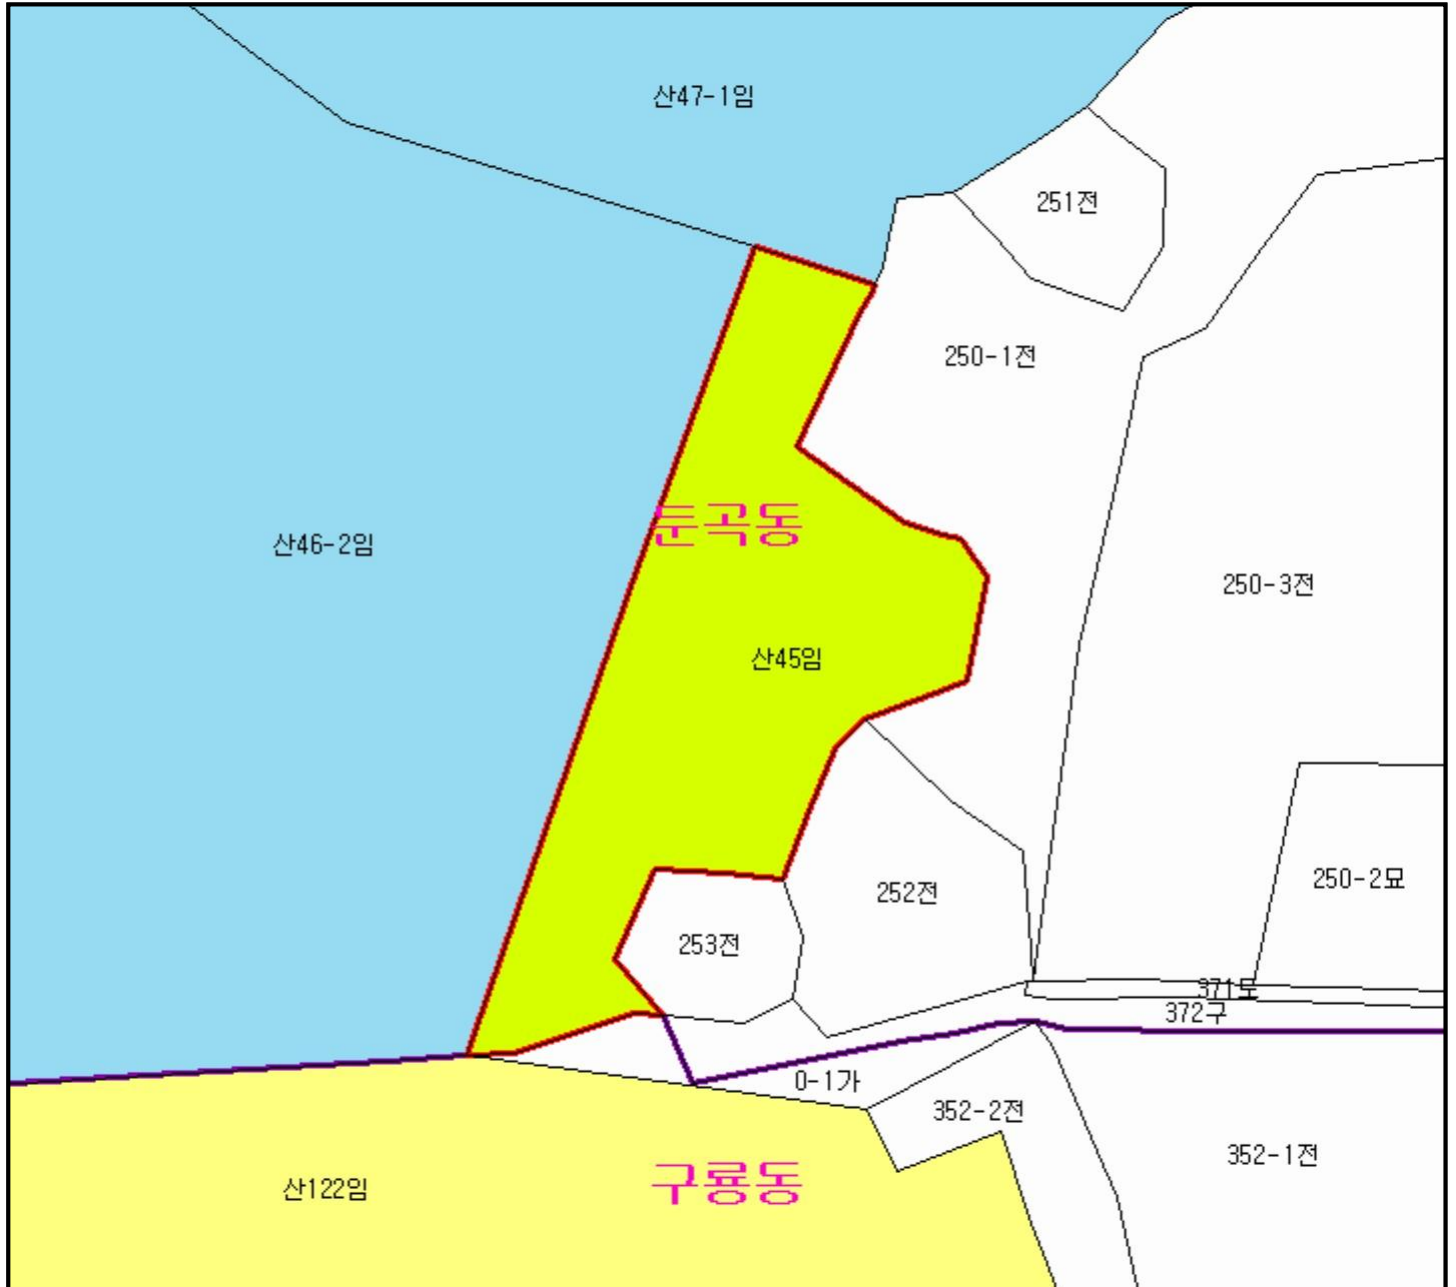 산47-1임
251전
250-1전
둔곡동
산46-2임
250-3전
산45임
250-2묘
252전
253전
371도
372구
0-1가
352-2전
352-1전
구룡동
산122임